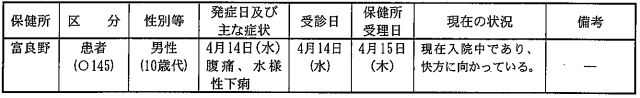 保健所 区　分 性別等 発症日及び主な症状 受診日 保健所受理日 現在の状況 備考
富良野 患者 男性 4月14日(水) 4月14日 4月15日 現在入院中であり、 ―
(O145) (10歳代) 腹痛、水様 (水) (木) 快方に向かっている。
性下痢